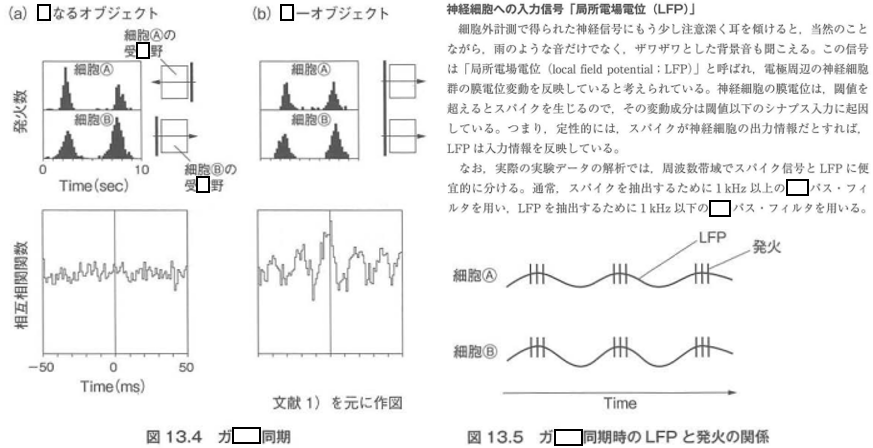 (a) □なるオブジェクト
細胞Ⓐの
受□野
細胞Ⓐ
細胞Ⓑ
発火数
0
10
Time(sec)
細胞Ⓑの
受□野
相互相関関数
-50
0
50
Time(ms)
(b) □一オブジェクト
文献 1) を元に作図
図 13.4 ガ□同期
神経細胞への入力信号「局所電場電位(LFP)」
細胞外計測で得られた神経信号にもう少し注意深く耳を傾けると，当然のこと
ながら，雨のような音だけでなく，ザワザワとした背景音も聞こえる。この信号
は「局所電場電位（local field potential；LFP）」と呼ばれ，電極周辺の神経細胞
群の膜電位変動を反映していると考えられている。神経細胞の膜電位は，閾値を
超えるとスパイクを生じるので，その変動成分は閾値以下のシナプス入力に起因
している。つまり，定性的には，スパイクが神経細胞の出力情報だとすれば，
LFPは入力情報を反映している。
なお，実際の実験データの解析では，周波数帯域でスパイク信号とLFPに便
宜的に分ける。通常，スパイクを抽出するために1 kHz 以上の□パス・フィ
ルタを用い，LFPを抽出するために1 kHz 以下の□パス・フィルタを用いる。
LFP
発火
細胞Ⓐ
細胞Ⓑ
Time
図 13.5 ガ□同期時の LFP と発火の関係